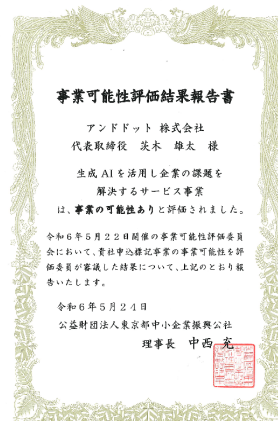 事業可能性評価結果報告書
アンドドット 株式会社
代表取締役 茨木 雄太 様
生成 AI を活用し企業の課題を
解決するサービス事業
は、事業の可能性ありと評価されました。
令和６年５月２２日開催の事業可能性評価委員
会において、貴社申込標記事業の事業可能性を評
価委員が審議した結果について、上記のとおり報
告いたします。
令和６年５月２４日
公益財団法人東京都中小企業振興公社
理事長 中西 充